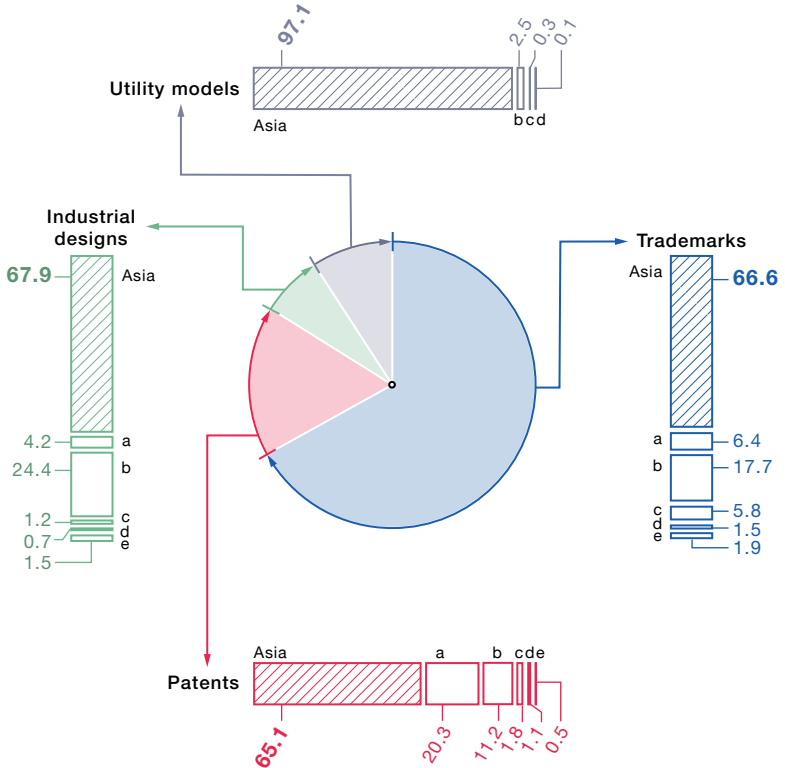 97.1
2.5
0.3
0.1
Utility models
Asia
b
c
d
Industrial
designs
67.9
Asia
4.2
a
24.4
b
1.2
c
0.7
d
1.5
e
Trademarks
Asia
66.6
a
6.4
b
17.7
c
5.8
d
1.5
e
1.9
Asia
a
b
c
d
e
Patents
65.1
20.3
11.2
1.8
1.1
0.5